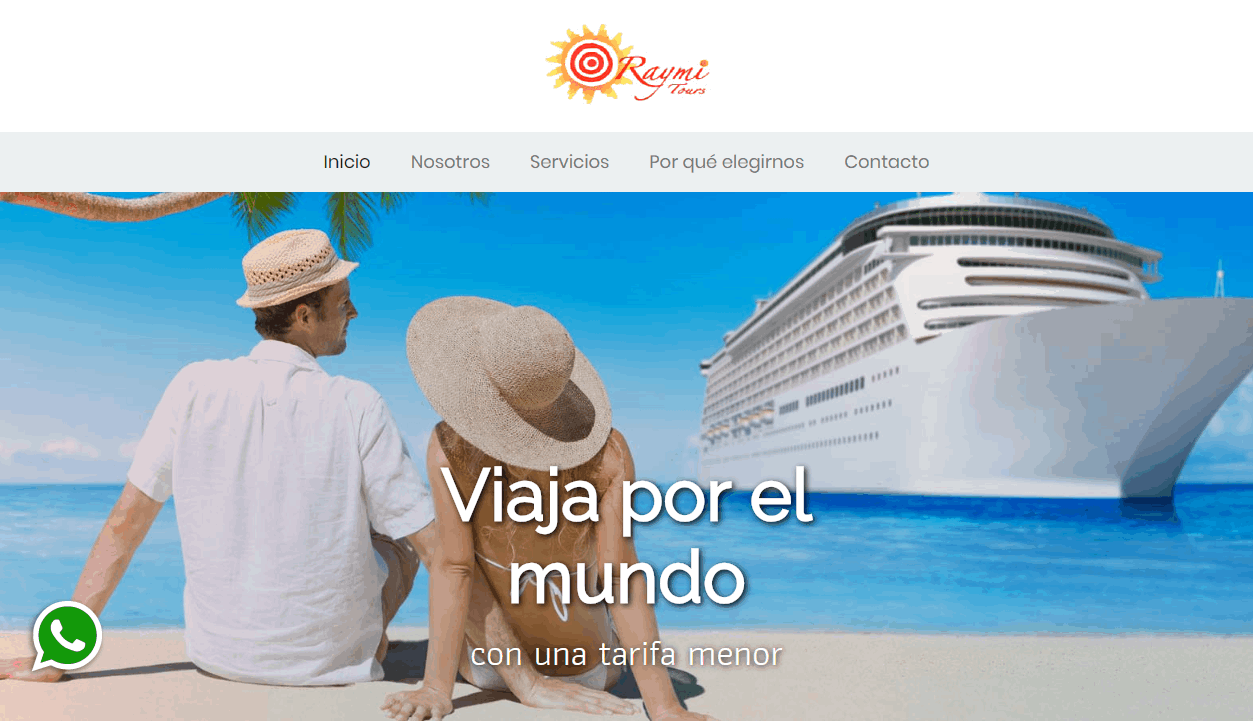 Raymi
Tours
Inicio Nosotros Servicios Por qué elegirnos Contacto
Viaja por el
mundo
con una tarifa menor